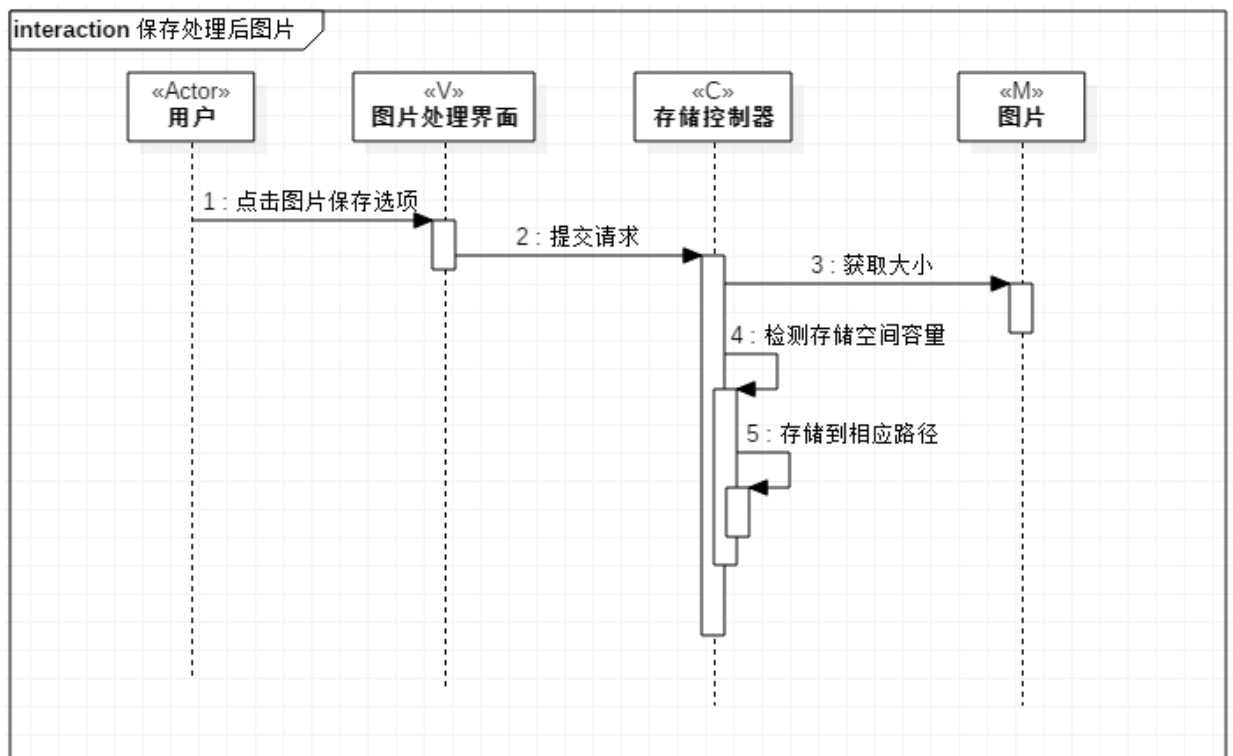 interaction 保存处理后图片
«Actor»
用户
«V»
图片处理界面
«C»
存储控制器
«M»
图片
1 : 点击图片保存选项
2 : 提交请求
3 : 获取大小
4 : 检测存储空间容量
5 : 存储到相应路径